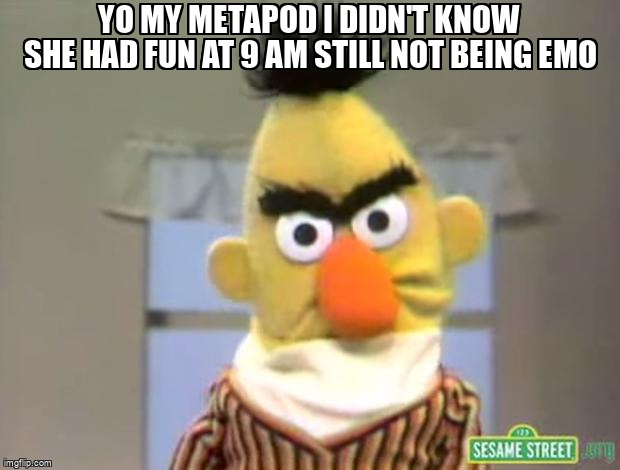 YO MY METAPOD I DIDN'T KNOW
SHE HAD FUN AT 9 AM STILL NOT BEING EMO
123
SESAME STREET .org
imgflip.com